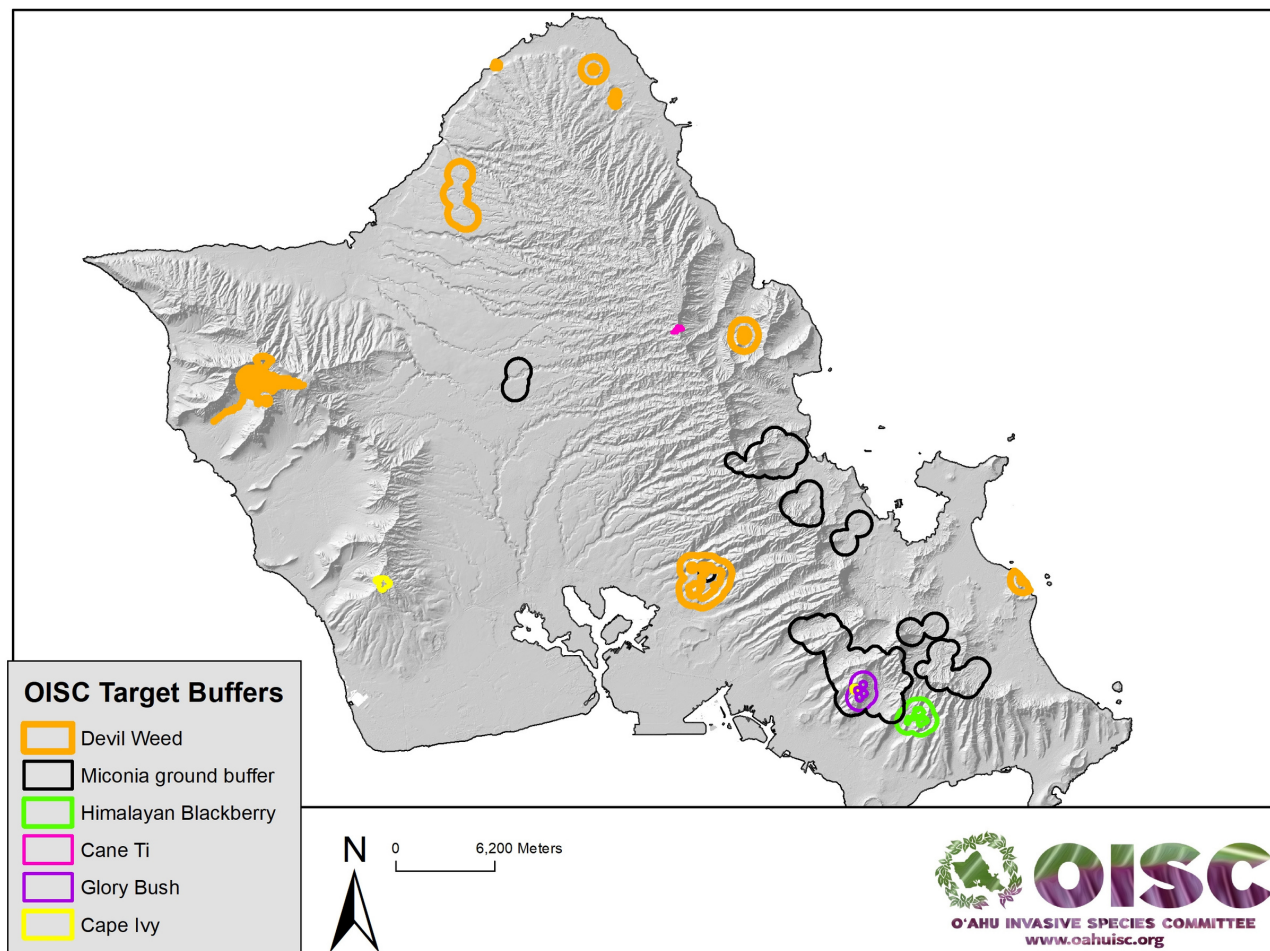 OISC Target Buffers
Devil Weed
Miconia ground buffer
Himalayan Blackberry
Cane Ti
Glory Bush
Cape Ivy
N
0 6,200 Meters
OISC
OʻAHU INVASIVE SPECIES COMMITTEE
www.oahuisc.org